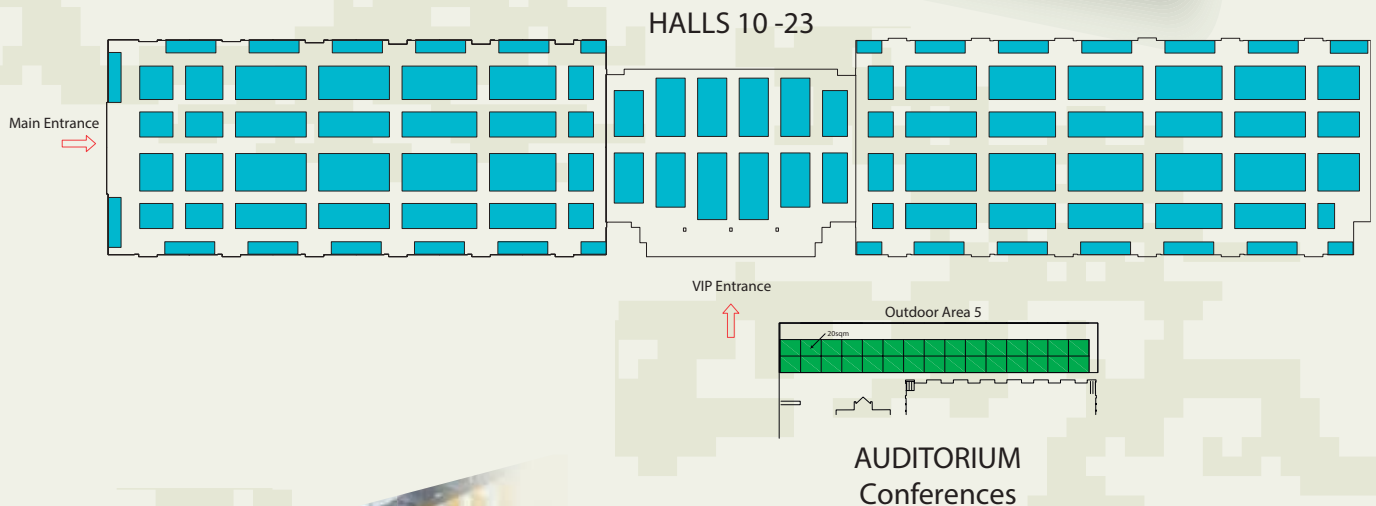 HALLS 10 -23
Main Entrance
VIP Entrance
Outdoor Area 5
20sqm
AUDITORIUM
Conferences